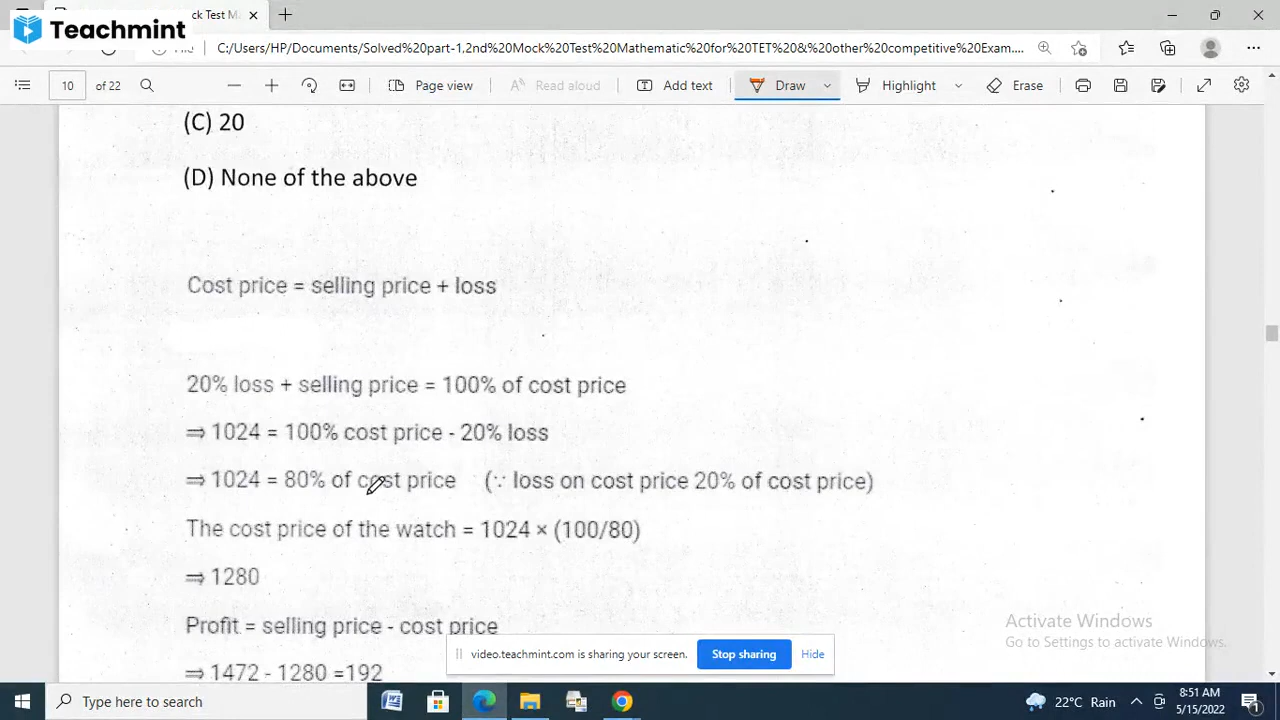 ck Test M
Teachmint
C:/Users/HP/Documents/Solved%20part-1,2nd%20Mock%20Test%20Mathematic%20for%20TET%20&%20other%20competitive%20Exam....
10 of 22
Page view
Read aloud
Add text
Draw
Highlight
Erase
(C) 20
(D) None of the above
Cost price = selling price + loss
20% loss + selling price = 100% of cost price
⇒ 1024 = 100% cost price - 20% loss
⇒ 1024 = 80% of cost price (∵ loss on cost price 20% of cost price)
The cost price of the watch = 1024 × (100/80)
⇒ 1280
Profit = selling price - cost price
⇒ 1472 - 1280 =192
Activate Windows
Go to Settings to activate Windows.
video.teachmint.com is sharing your screen.
Stop sharing
Hide
Type here to search
22°C Rain
8:51 AM
5/15/2022
1